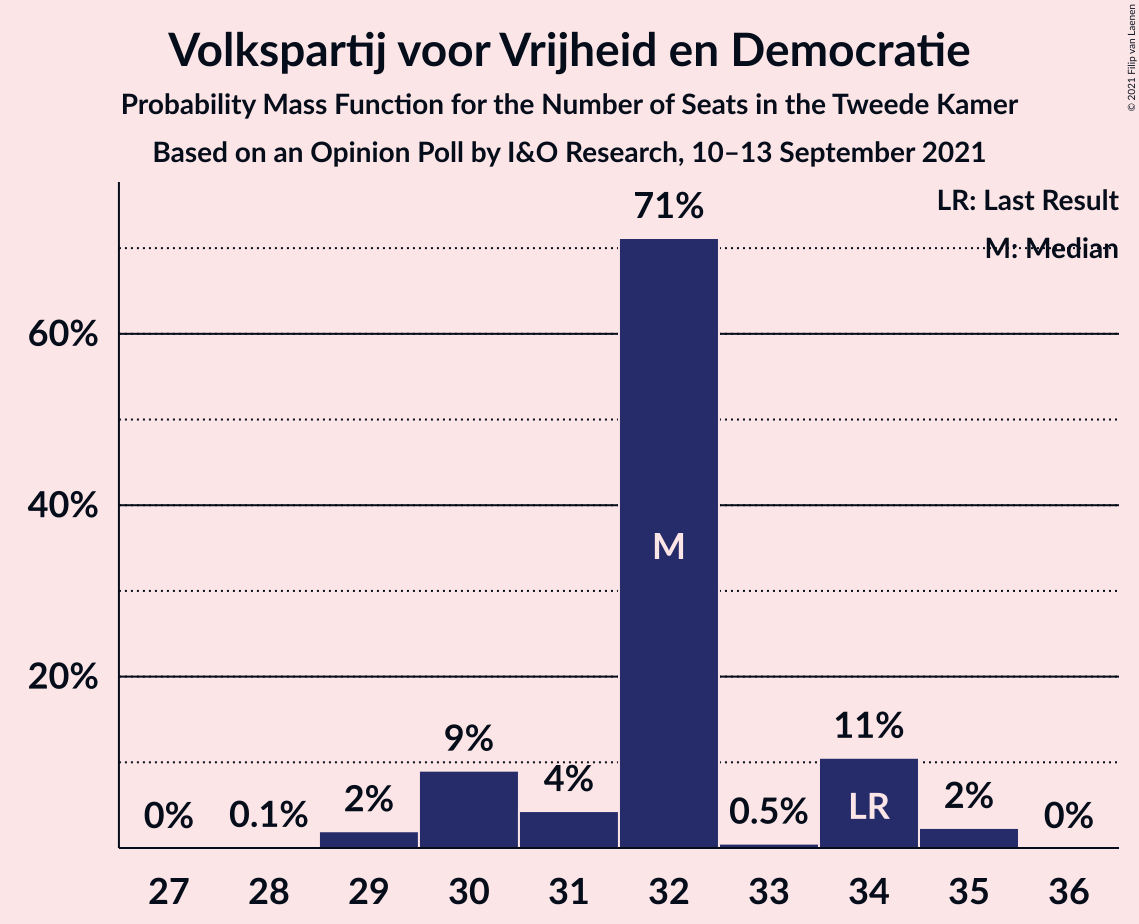 Volkspartij voor Vrijheid en Democratie
Probability Mass Function for the Number of Seats in the Tweede Kamer
Based on an Opinion Poll by I&O Research, 10–13 September 2021
© 2021 Filip van Laenen
LR: Last Result
M: Median
60%
40%
20%
0%
0.1%
2%
9%
4%
71%
M
0.5%
11%
LR
2%
0%
27 28 29 30 31 32 33 34 35 36